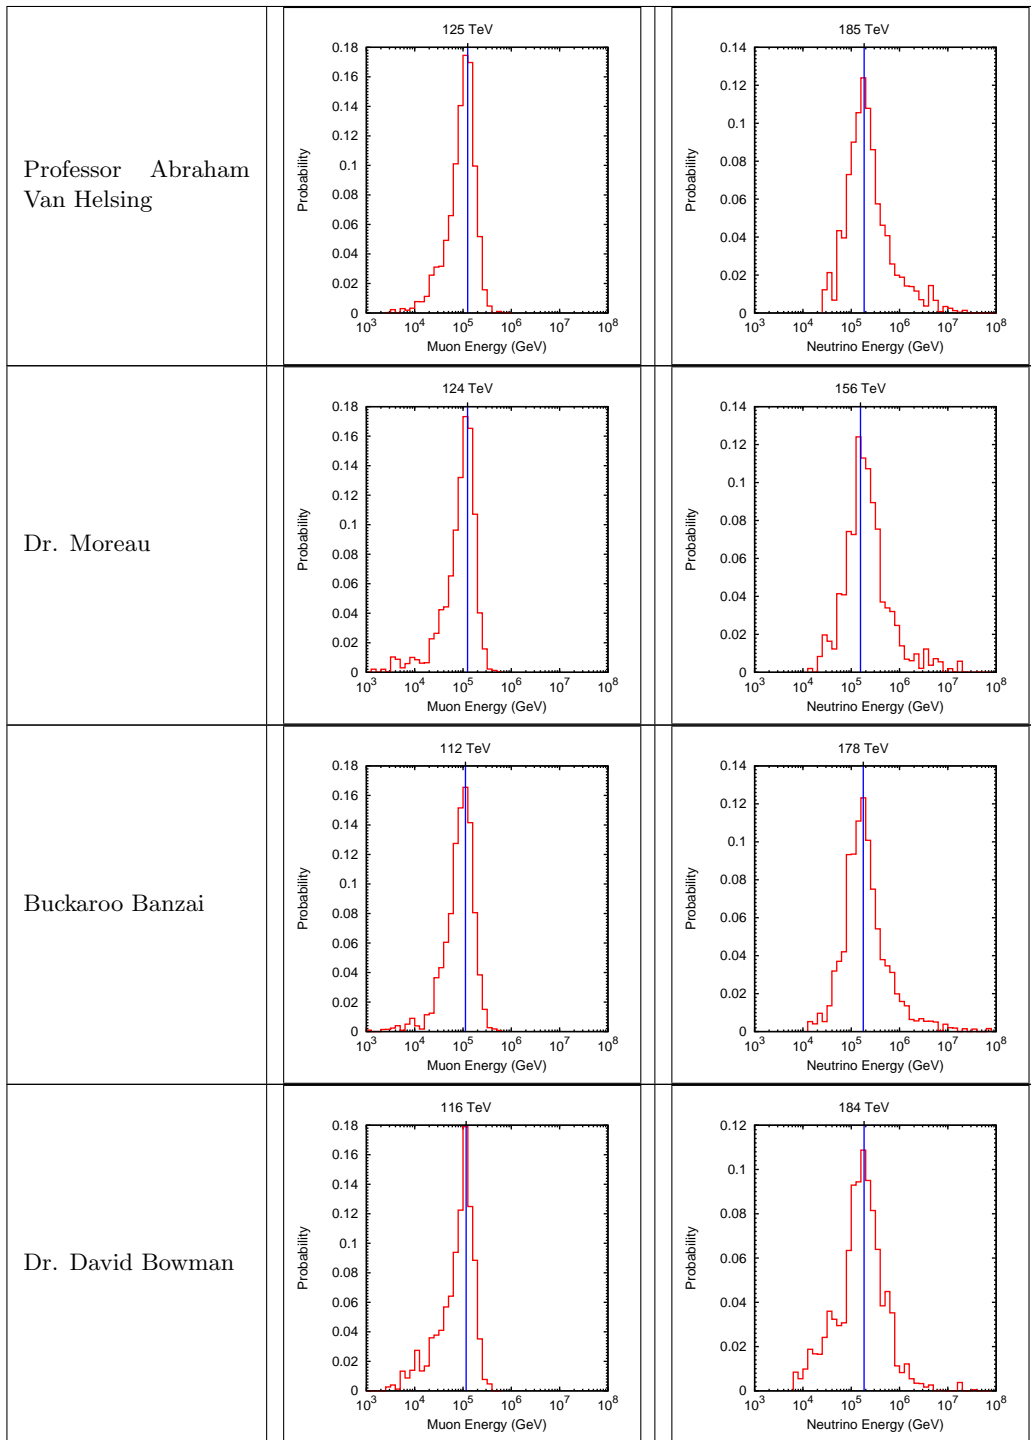 Professor Abraham
Van Helsing
125 TeV
Probability
0.18
0.16
0.14
0.12
0.1
0.08
0.06
0.04
0.02
0
10^3 10^4 10^5 10^6 10^7 10^8
Muon Energy (GeV)
185 TeV
Probability
0.14
0.12
0.1
0.08
0.06
0.04
0.02
0
10^3 10^4 10^5 10^6 10^7 10^8
Neutrino Energy (GeV)
Dr. Moreau
124 TeV
Probability
0.18
0.16
0.14
0.12
0.1
0.08
0.06
0.04
0.02
0
10^3 10^4 10^5 10^6 10^7 10^8
Muon Energy (GeV)
156 TeV
Probability
0.14
0.12
0.1
0.08
0.06
0.04
0.02
0
10^3 10^4 10^5 10^6 10^7 10^8
Neutrino Energy (GeV)
Buckaroo Banzai
112 TeV
Probability
0.18
0.16
0.14
0.12
0.1
0.08
0.06
0.04
0.02
0
10^3 10^4 10^5 10^6 10^7 10^8
Muon Energy (GeV)
178 TeV
Probability
0.14
0.12
0.1
0.08
0.06
0.04
0.02
0
10^3 10^4 10^5 10^6 10^7 10^8
Neutrino Energy (GeV)
Dr. David Bowman
116 TeV
Probability
0.18
0.16
0.14
0.12
0.1
0.08
0.06
0.04
0.02
0
10^3 10^4 10^5 10^6 10^7 10^8
Muon Energy (GeV)
184 TeV
Probability
0.12
0.1
0.08
0.06
0.04
0.02
0
10^3 10^4 10^5 10^6 10^7 10^8
Neutrino Energy (GeV)